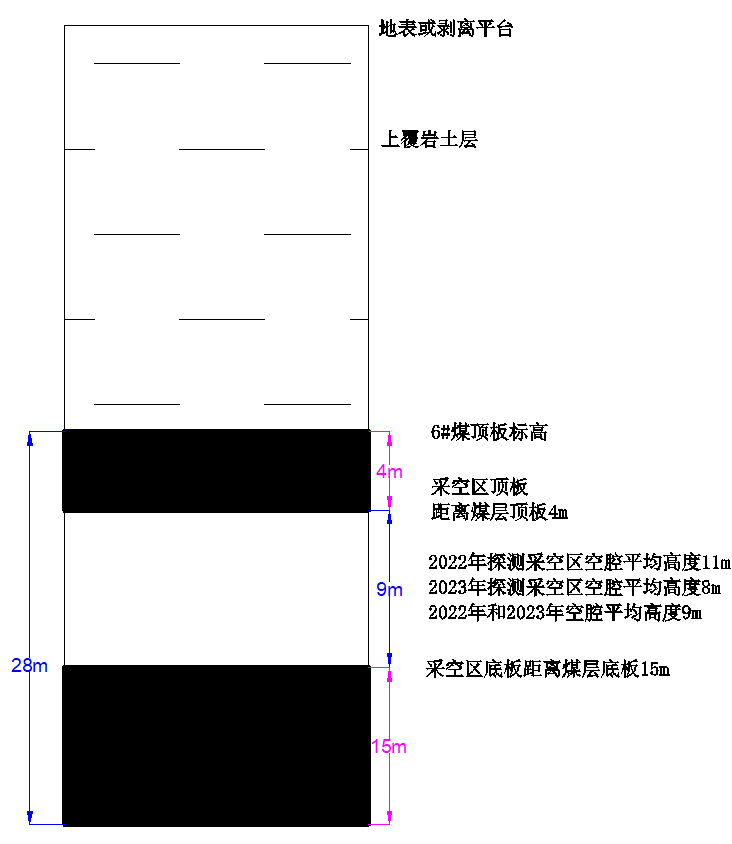 地表或剥离平台
上覆岩土层
6#煤顶板标高
4m
采空区顶板
距离煤层顶板4m
2022年探测采空区空腔平均高度11m
9m
2023年探测采空区空腔平均高度8m
2022年和2023年空腔平均高度9m
28m
采空区底板距离煤层底板15m
15m